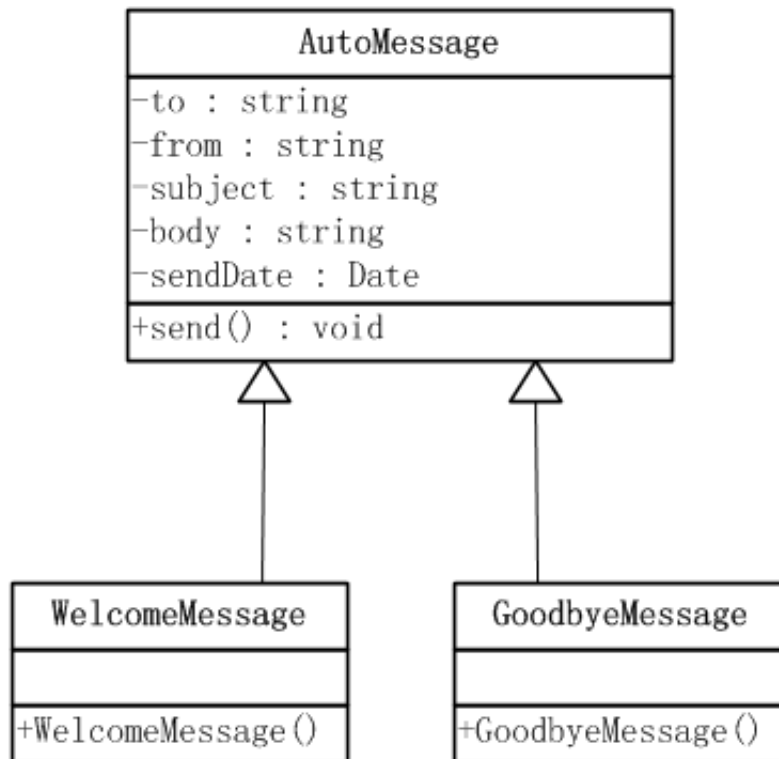 AutoMessage
-to : string
-from : string
-subject : string
-body : string
-sendDate : Date
+send() : void
WelcomeMessage
+WelcomeMessage()
GoodbyeMessage
+GoodbyeMessage()